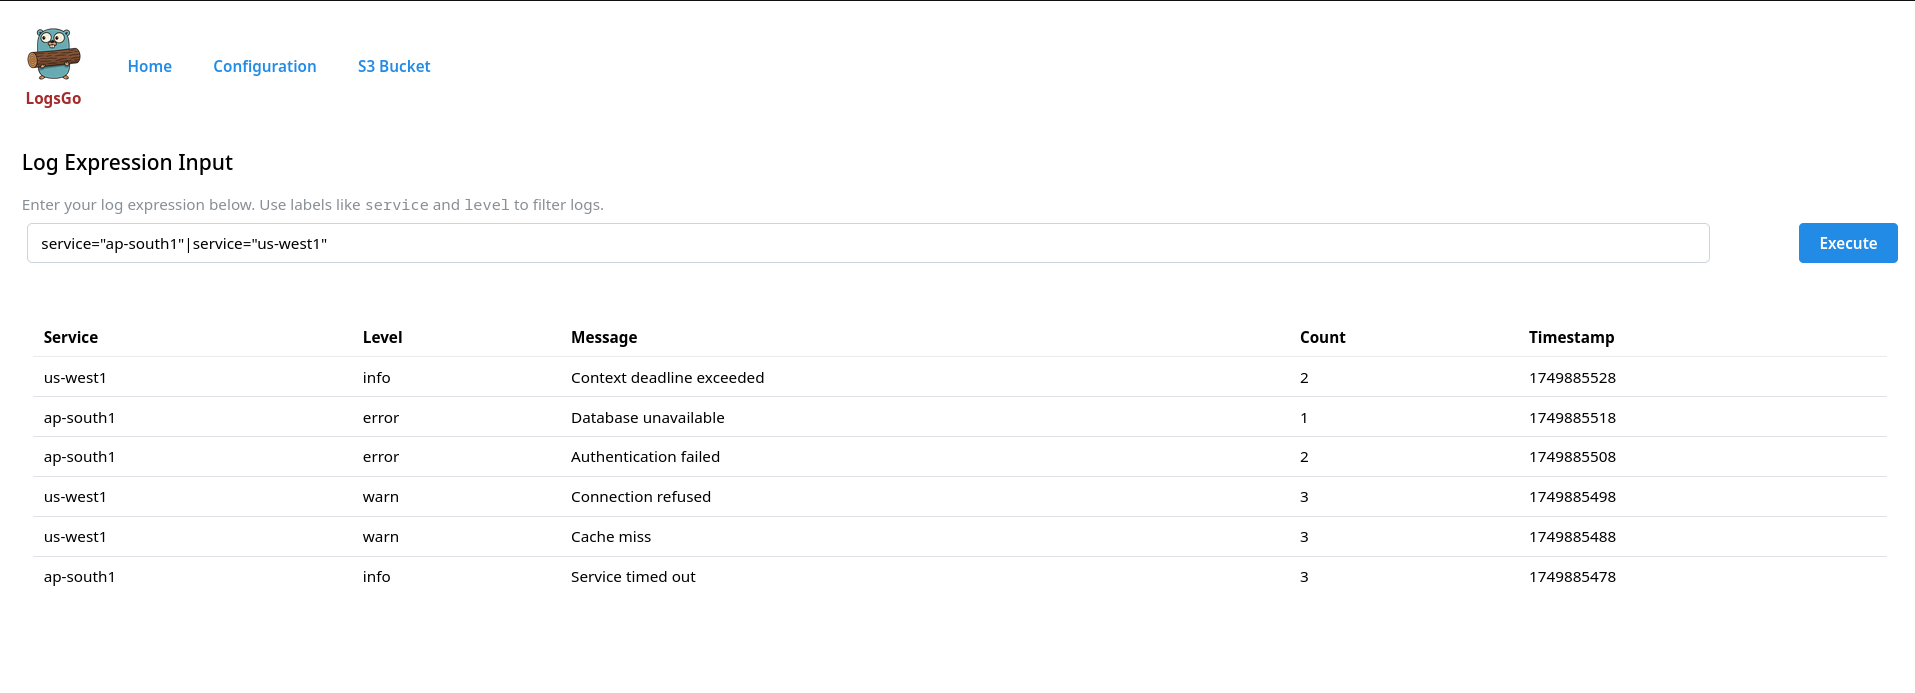 Home Configuration S3 Bucket
LogsGo
Log Expression Input
Enter your log expression below. Use labels like service and level to filter logs.
service="ap-south1"|service="us-west1"
Execute
Service Level Message Count Timestamp
us-west1 info Context deadline exceeded 2 1749885528
ap-south1 error Database unavailable 1 1749885518
ap-south1 error Authentication failed 2 1749885508
us-west1 warn Connection refused 3 1749885498
us-west1 warn Cache miss 3 1749885488
ap-south1 info Service timed out 3 1749885478